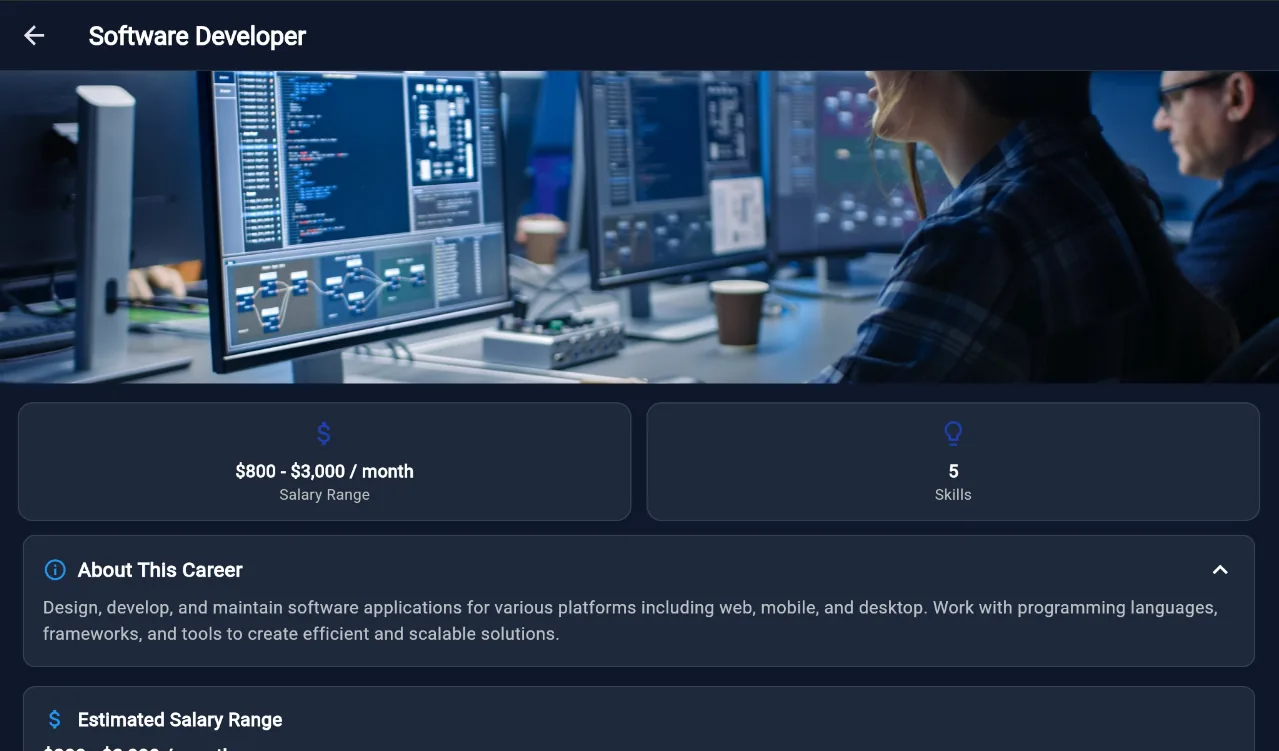 Software Developer
$800 - $3,000 / month
Salary Range
5
Skills
About This Career
Design, develop, and maintain software applications for various platforms including web, mobile, and desktop. Work with programming languages,
frameworks, and tools to create efficient and scalable solutions.
Estimated Salary Range